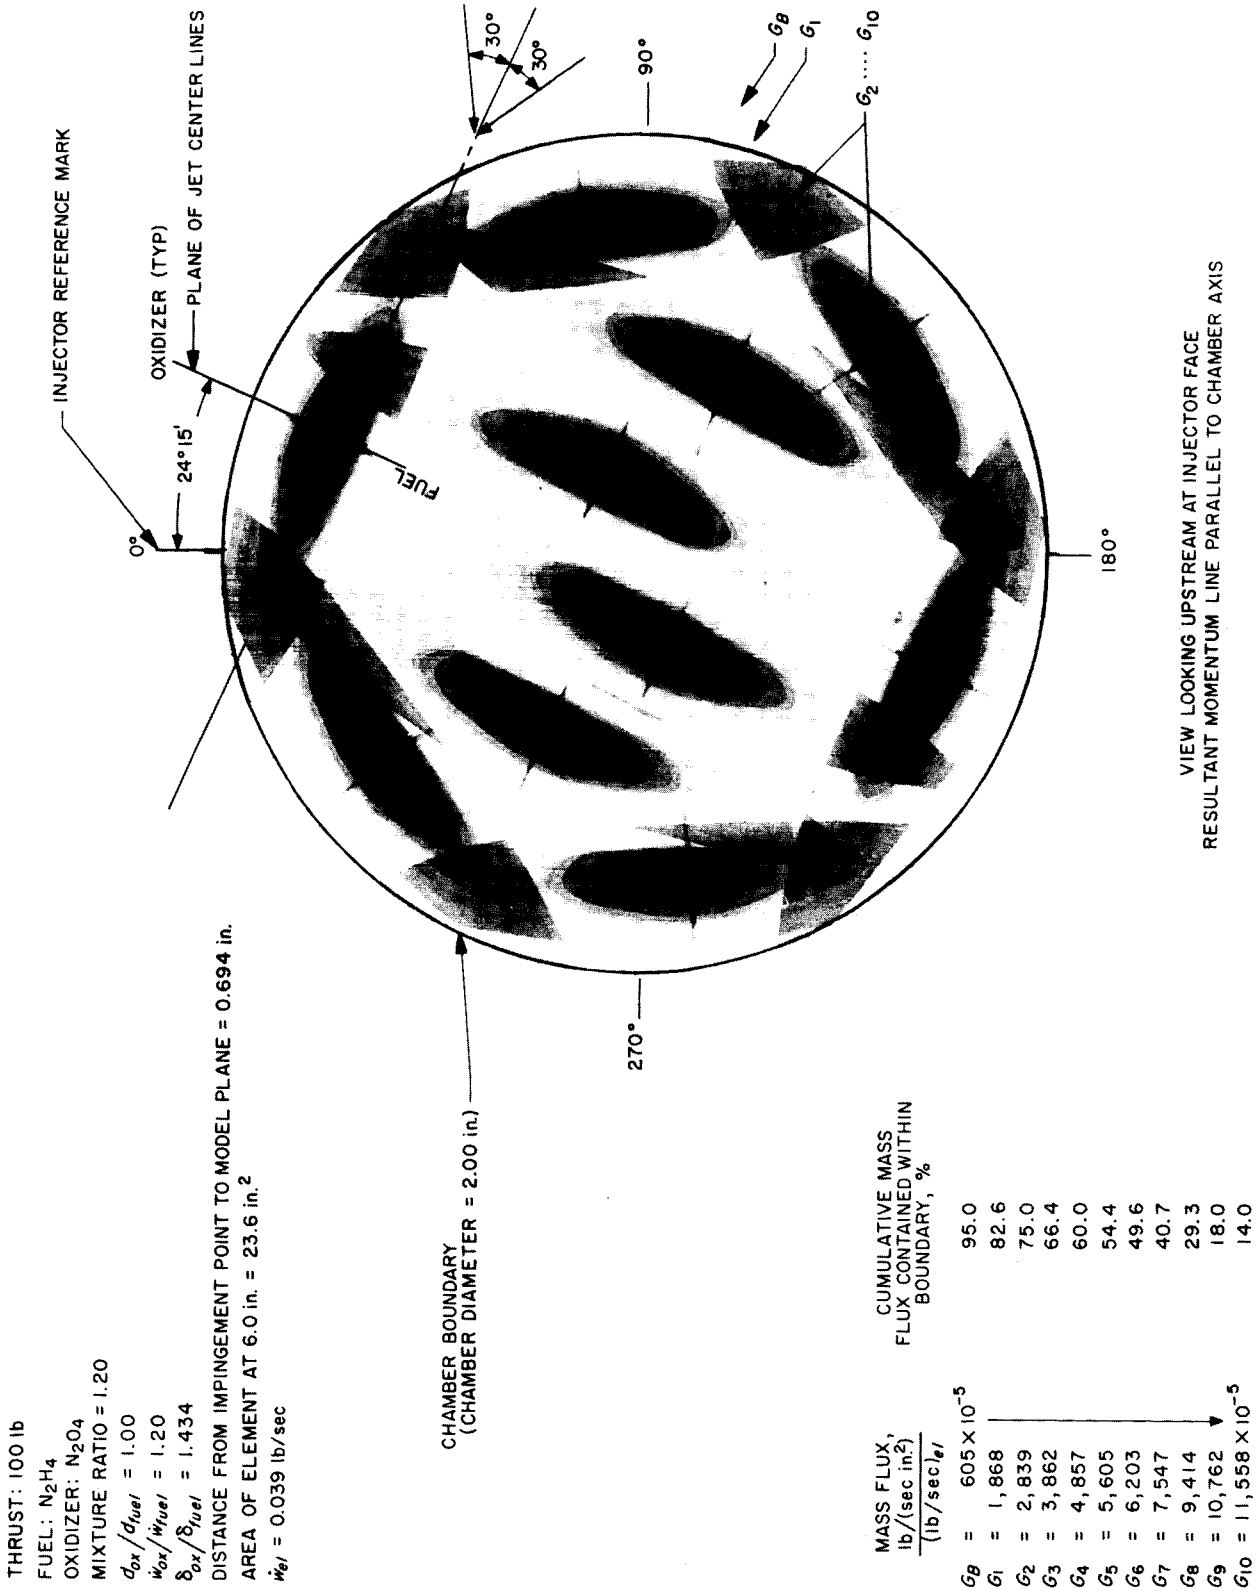 THRUST: 100 lb
FUEL: N2H4
OXIDIZER: N2O4
MIXTURE RATIO = 1.20
dox/dfuel = 1.00
ẇox/ẇfuel = 1.20
δox/δfuel = 1.434
DISTANCE FROM IMPINGEMENT POINT TO MODEL PLANE = 0.694 in.
AREA OF ELEMENT AT 6.0 in. = 23.6 in.2
ẇel = 0.039 lb/sec
INJECTOR REFERENCE MARK
OXIDIZER (TYP)
PLANE OF JET CENTER LINES
0°
24°15'
FUEL
30°
30°
90°
GB
G1
G2 .... G10
180°
270°
CHAMBER BOUNDARY
(CHAMBER DIAMETER = 2.00 in.)
MASS FLUX,
lb/(sec in.2)
(lb/sec)el
CUMULATIVE MASS
FLUX CONTAINED WITHIN
BOUNDARY, %
GB = 605 × 10-5 95.0
G1 = 1,868 82.6
G2 = 2,839 75.0
G3 = 3,862 66.4
G4 = 4,857 60.0
G5 = 5,605 54.4
G6 = 6,203 49.6
G7 = 7,547 40.7
G8 = 9,414 29.3
G9 = 10,762 18.0
G10 = 11,558 × 10-5 14.0
VIEW LOOKING UPSTREAM AT INJECTOR FACE
RESULTANT MOMENTUM LINE PARALLEL TO CHAMBER AXIS